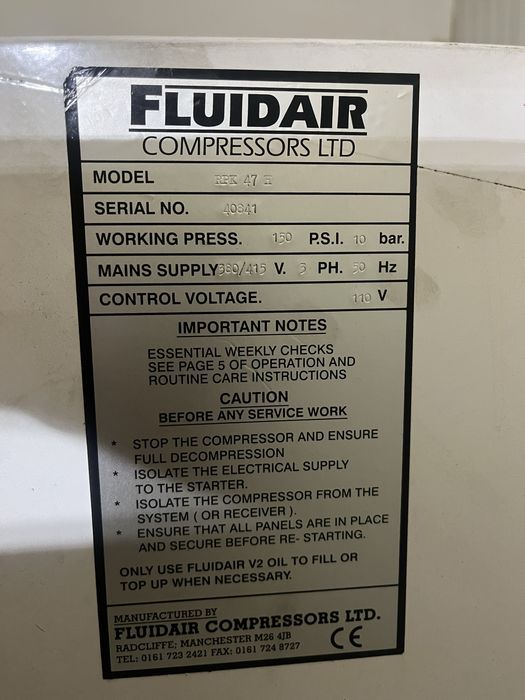 FLUIDAIR
COMPRESSORS LTD
MODEL RPK 47 H
SERIAL NO. 40841
WORKING PRESS. 150 P.S.I. 10 bar.
MAINS SUPPLY 380/415 V. 3 PH. 50 Hz
CONTROL VOLTAGE. 110 V
IMPORTANT NOTES
ESSENTIAL WEEKLY CHECKS
SEE PAGE 5 OF OPERATION AND
ROUTINE CARE INSTRUCTIONS
CAUTION
BEFORE ANY SERVICE WORK
* STOP THE COMPRESSOR AND ENSURE
FULL DECOMPRESSION
* ISOLATE THE ELECTRICAL SUPPLY
TO THE STARTER.
* ISOLATE THE COMPRESSOR FROM THE
SYSTEM ( OR RECEIVER ).
* ENSURE THAT ALL PANELS ARE IN PLACE
AND SECURE BEFORE RE- STARTING.
ONLY USE FLUIDAIR V2 OIL TO FILL OR
TOP UP WHEN NECESSARY.
MANUFACTURED BY
FLUIDAIR COMPRESSORS LTD.
RADCLIFFE; MANCHESTER M26 4JB
TEL: 0161 723 2421 FAX: 0161 724 8727
CE